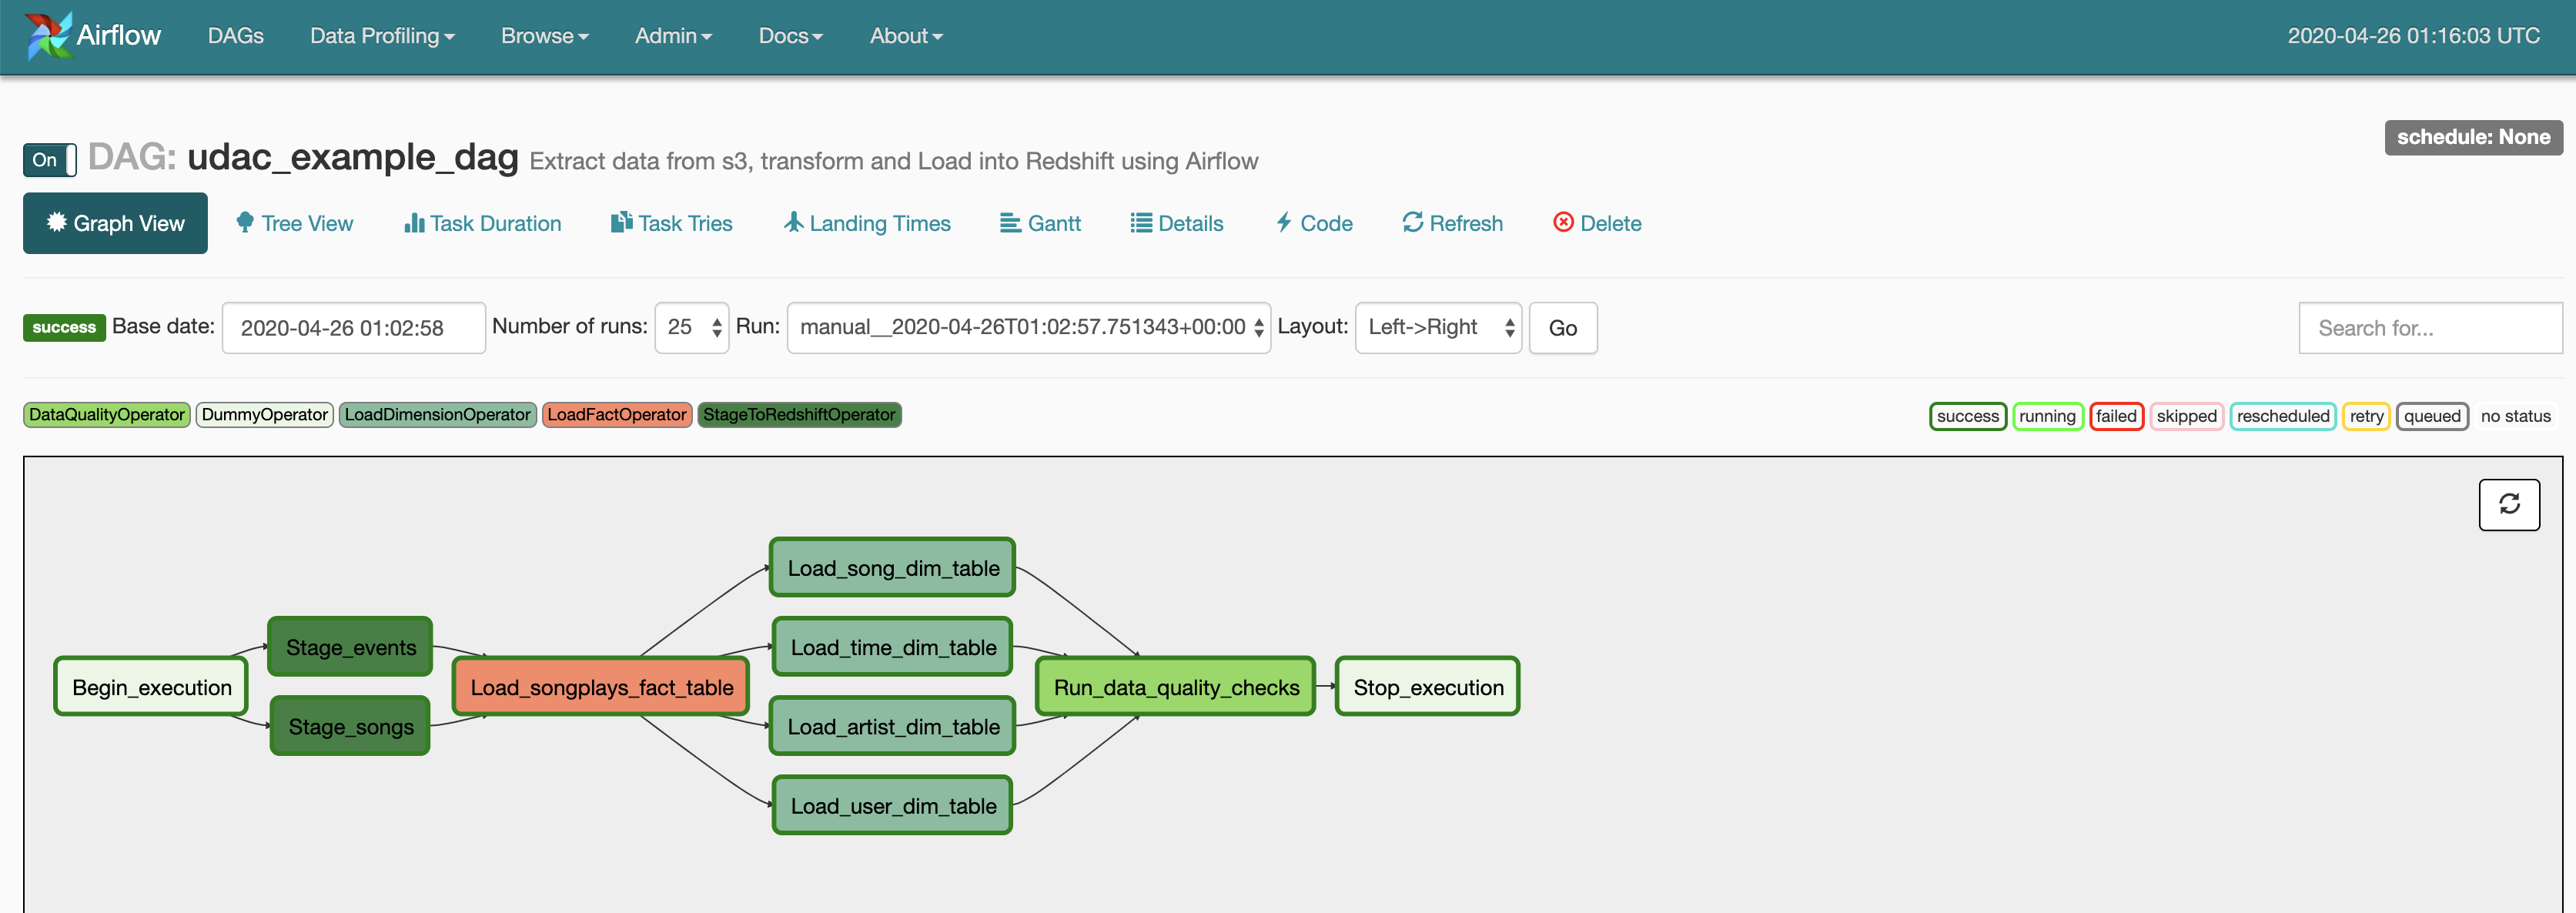 Airflow DAGs Data Profiling Browse Admin Docs About 2020-04-26 01:16:03 UTC
schedule: None
On DAG: udac_example_dag Extract data from s3, transform and Load into Redshift using Airflow
Graph View Tree View Task Duration Task Tries Landing Times Gantt Details Code Refresh Delete
success Base date: 2020-04-26 01:02:58 Number of runs: 25 Run: manual__2020-04-26T01:02:57.751343+00:00 Layout: Left->Right Go Search for...
DataQualityOperator DummyOperator LoadDimensionOperator LoadFactOperator StageToRedshiftOperator success running failed skipped rescheduled retry queued no status
Load_song_dim_table
Stage_events Load_time_dim_table
Begin_execution Load_songplays_fact_table Run_data_quality_checks Stop_execution
Stage_songs Load_artist_dim_table
Load_user_dim_table